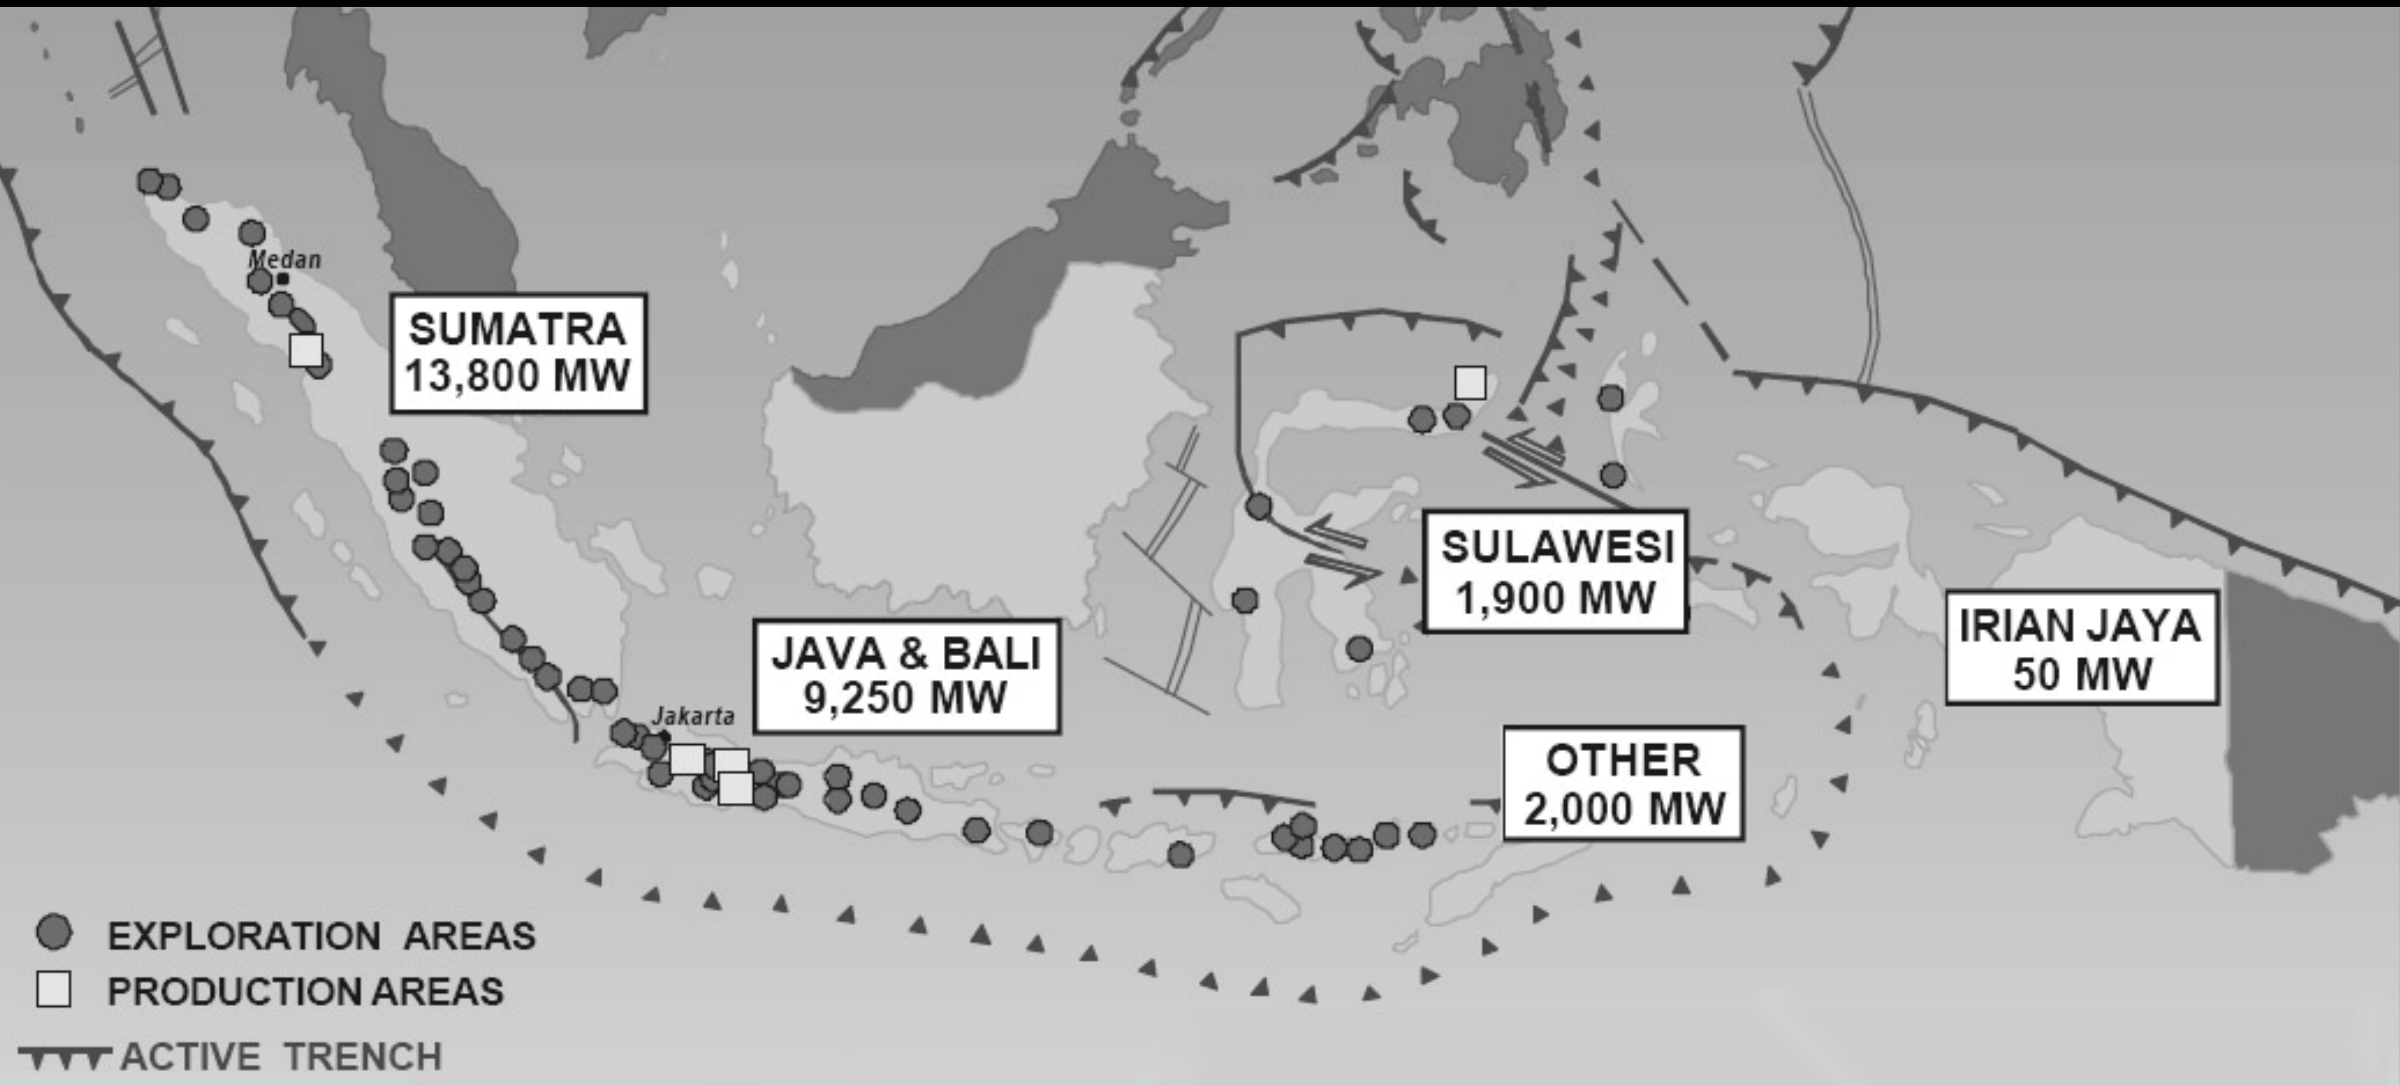 Medan
SUMATRA
13,800 MW
SULAWESI
1,900 MW
IRIAN JAYA
50 MW
JAVA & BALI
9,250 MW
Jakarta
OTHER
2,000 MW
EXPLORATION AREAS
PRODUCTION AREAS
ACTIVE TRENCH